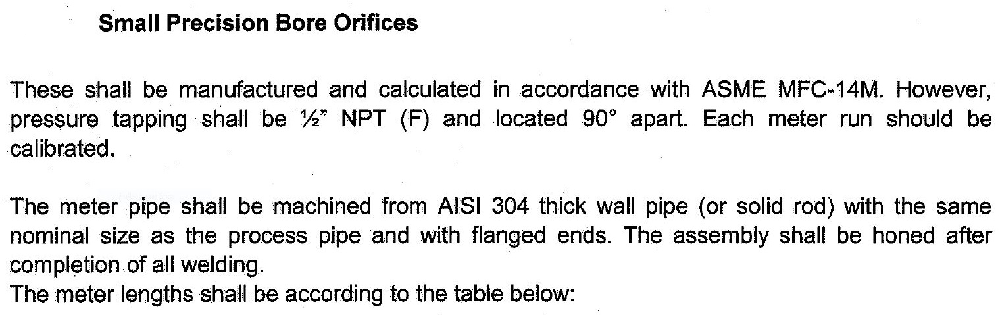 Small Precision Bore Orifices
These shall be manufactured and calculated in accordance with ASME MFC-14M. However,
pressure tapping shall be ½” NPT (F) and located 90° apart. Each meter run should be
calibrated.
The meter pipe shall be machined from AISI 304 thick wall pipe (or solid rod) with the same
nominal size as the process pipe and with flanged ends. The assembly shall be honed after
completion of all welding.
The meter lengths shall be according to the table below: